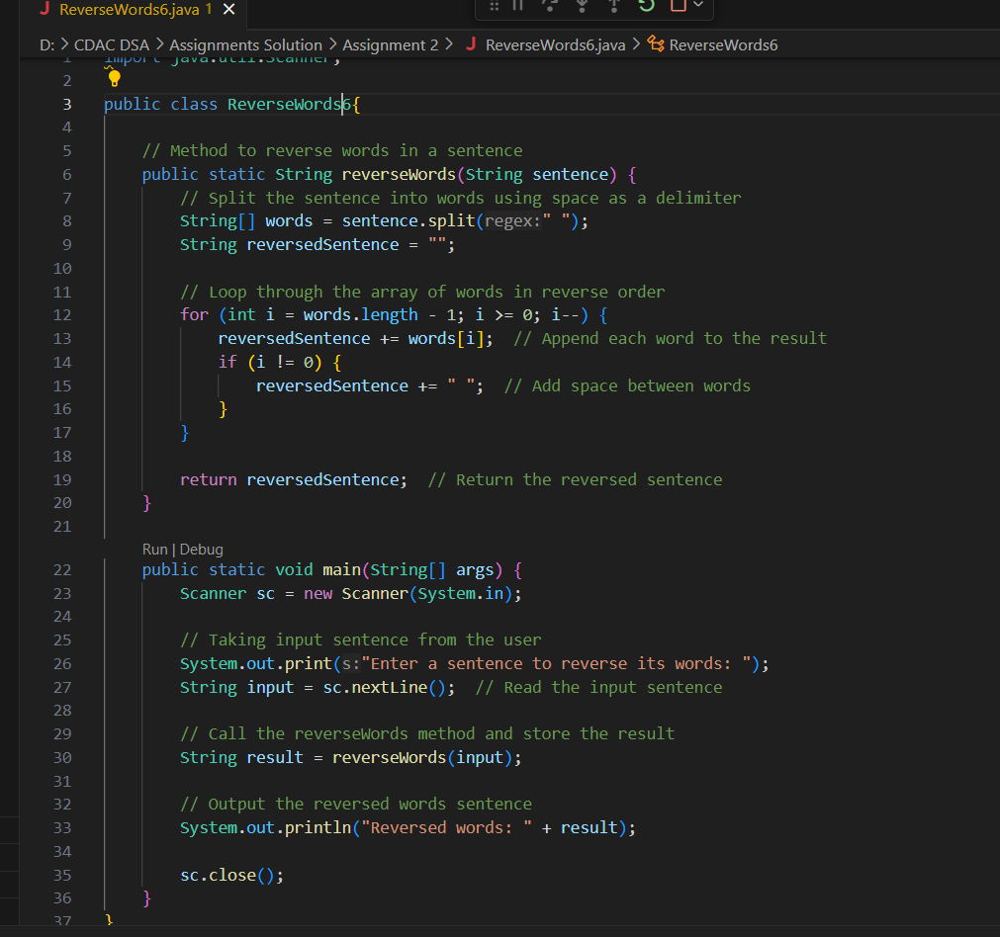 ReverseWords6.java 1
D: > CDAC DSA > Assignments Solution > Assignment 2 > ReverseWords6.java > ReverseWords6
1 import java.util.Scanner;
2
3 public class ReverseWords6{
4
5 // Method to reverse words in a sentence
6 public static String reverseWords(String sentence) {
7 // Split the sentence into words using space as a delimiter
8 String[] words = sentence.split(regex:" ");
9 String reversedSentence = "";
10
11 // Loop through the array of words in reverse order
12 for (int i = words.length - 1; i >= 0; i--) {
13 reversedSentence += words[i];  // Append each word to the result
14 if (i != 0) {
15 reversedSentence += " ";  // Add space between words
16 }
17 }
18
19 return reversedSentence;  // Return the reversed sentence
20 }
21
Run | Debug
22 public static void main(String[] args) {
23 Scanner sc = new Scanner(System.in);
24
25 // Taking input sentence from the user
26 System.out.print(s:"Enter a sentence to reverse its words: ");
27 String input = sc.nextLine();  // Read the input sentence
28
29 // Call the reverseWords method and store the result
30 String result = reverseWords(input);
31
32 // Output the reversed words sentence
33 System.out.println("Reversed words: " + result);
34
35 sc.close();
36 }
37 }